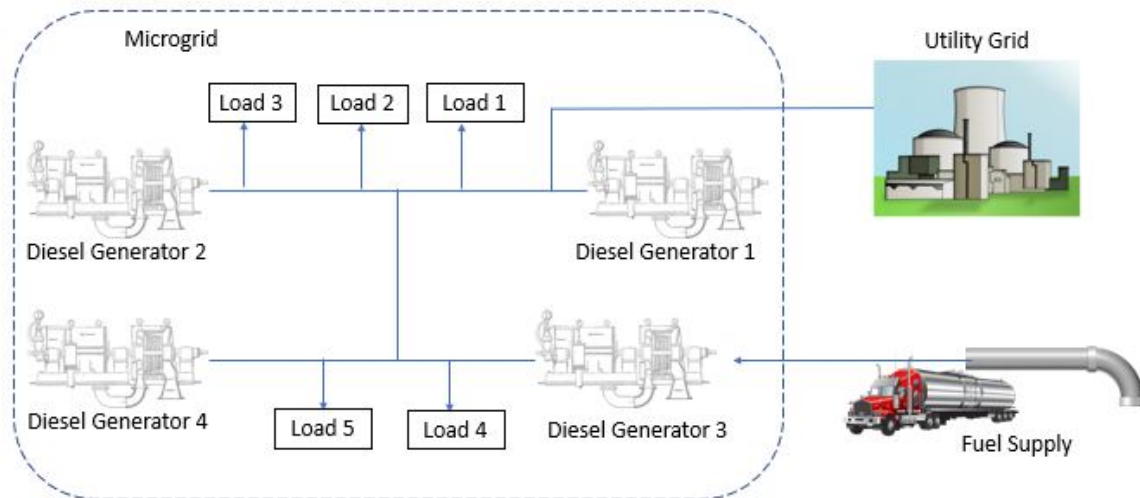 Microgrid
Utility Grid
Load 3
Load 2
Load 1
Diesel Generator 2
Diesel Generator 1
Diesel Generator 4
Load 5
Load 4
Diesel Generator 3
Fuel Supply